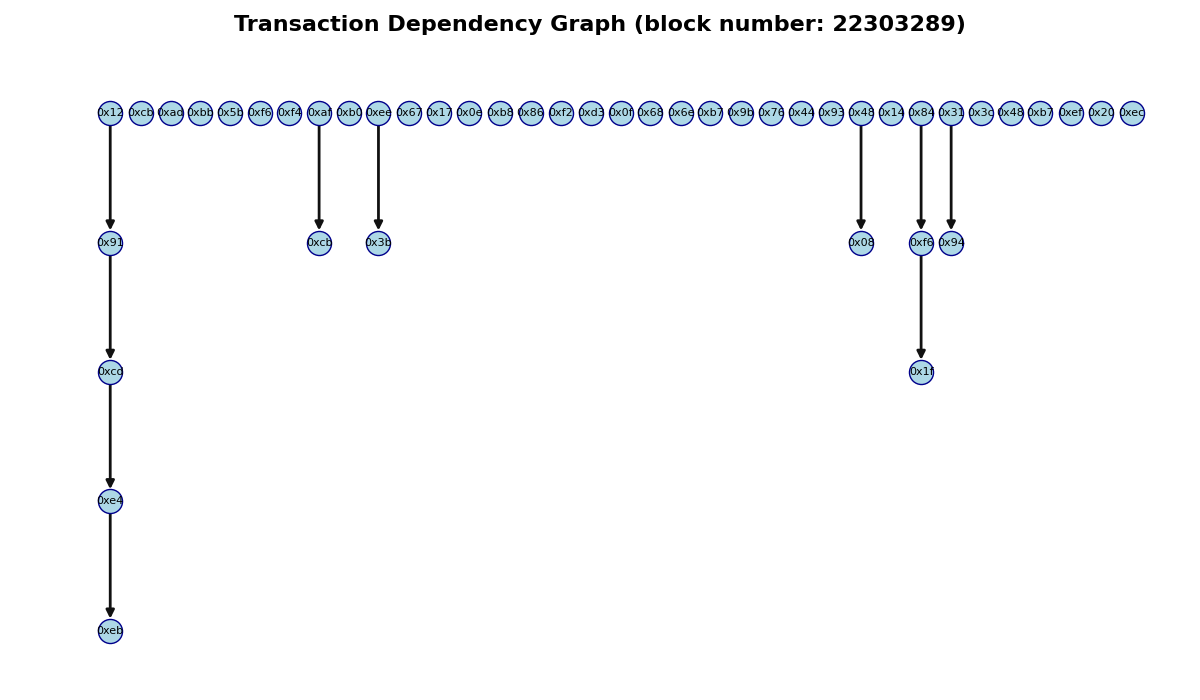 Transaction Dependency Graph (block number: 22303289)
0x12 0xcb 0xad 0xbb 0x5b 0xf6 0xf4 0xaf 0xb0 0xee 0x67 0x17 0x0e 0xb8 0x86 0xf2 0xd3 0x0f 0x68 0x6e 0xb7 0x9b 0x76 0x44 0x93 0x48 0x14 0x84 0x31 0x3c 0x48 0xb7 0xef 0x20 0xec
0x91 0xcb 0x3b 0x08 0xf6 0x94
0xcd 0x1f
0xe4
0xeb